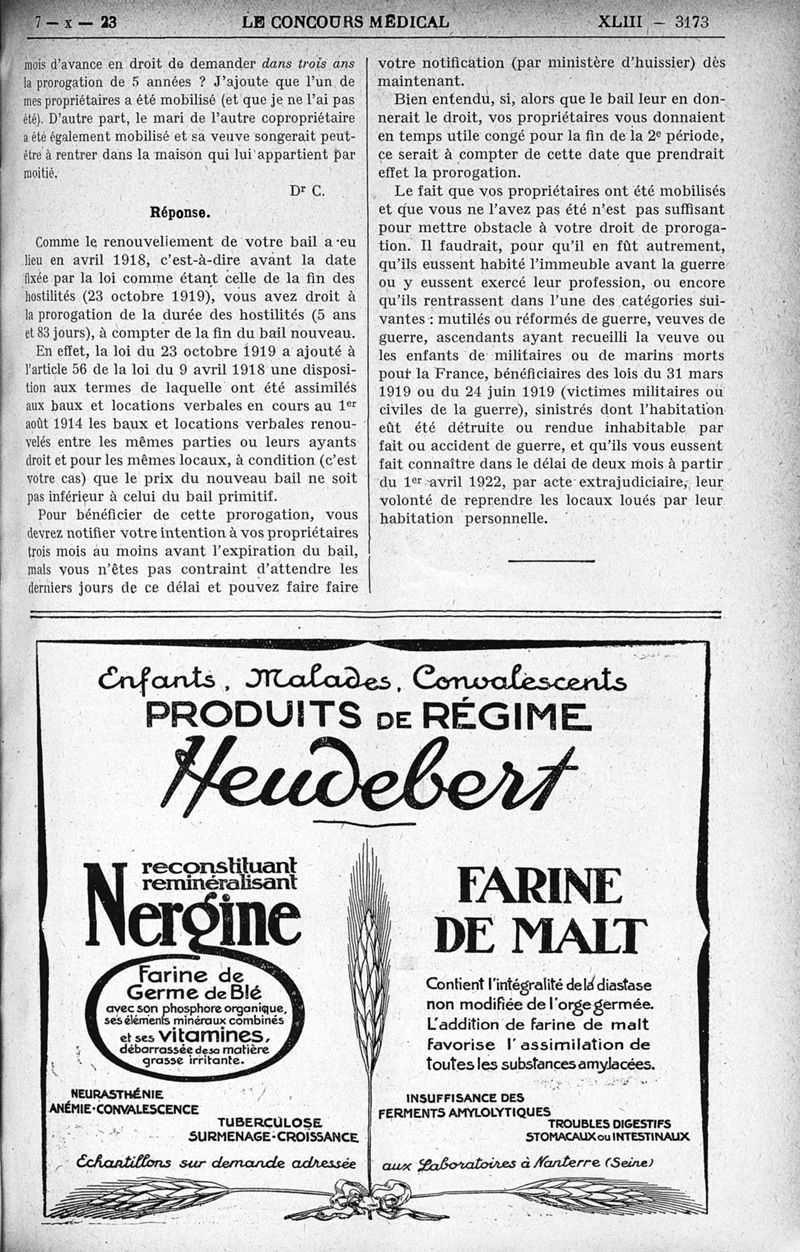 7 — X — 23 LE CONCOURS MÉDICAL XLIII — 3173
mois d'avance en droit de demander dans trois ans
la prorogation de 5 années ? J'ajoute que l'un de
mes propriétaires a été mobilisé (et que je ne l'ai pas
été). D'autre part, le mari de l'autre copropriétaire
a été également mobilisé et sa veuve songerait peut-
être à rentrer dans la maison qui lui appartient par
moitié.
Dr C.
Réponse.
Comme le renouvellement de votre bail a eu
lieu en avril 1918, c'est-à-dire avant la date
fixée par la loi comme étant celle de la fin des
hostilités (23 octobre 1919), vous avez droit à
la prorogation de la durée des hostilités (5 ans
et 83 jours), à compter de la fin du bail nouveau.
En effet, la loi du 23 octobre 1919 a ajouté à
l'article 56 de la loi du 9 avril 1918 une disposi-
tion aux termes de laquelle ont été assimilés
aux baux et locations verbales en cours au 1er
août 1914 les baux et locations verbales renou-
velés entre les mêmes parties ou leurs ayants
droit et pour les mêmes locaux, à condition (c'est
votre cas) que le prix du nouveau bail ne soit
pas inférieur à celui du bail primitif.
Pour bénéficier de cette prorogation, vous
devrez notifier votre intention à vos propriétaires
trois mois au moins avant l'expiration du bail,
mais vous n'êtes pas contraint d'attendre les
derniers jours de ce délai et pouvez faire faire
votre notification (par ministère d'huissier) dès
maintenant.
Bien entendu, si, alors que le bail leur en don-
nerait le droit, vos propriétaires vous donnaient
en temps utile congé pour la fin de la 2e période,
ce serait à compter de cette date que prendrait
effet la prorogation.
Le fait que vos propriétaires ont été mobilisés
et que vous ne l'avez pas été n'est pas suffisant
pour mettre obstacle à votre droit de proroga-
tion. Il faudrait, pour qu'il en fût autrement,
qu'ils eussent habité l'immeuble avant la guerre
ou y eussent exercé leur profession, ou encore
qu'ils rentrassent dans l'une des catégories sui-
vantes : mutilés ou réformés de guerre, veuves de
guerre, ascendants ayant recueilli la veuve ou
les enfants de militaires ou de marins morts
pour la France, bénéficiaires des lois du 31 mars
1919 ou du 24 juin 1919 (victimes militaires ou
civiles de la guerre), sinistrés dont l'habitation
eût été détruite ou rendue inhabitable par
fait ou accident de guerre, et qu'ils vous eussent
fait connaître dans le délai de deux mois à partir
du 1er avril 1922, par acte extrajudiciaire, leur
volonté de reprendre les locaux loués par leur
habitation personnelle.
Enfants, Malades, Convalescents
PRODUITS DE RÉGIME
Heudebert
reconstituant
reminéralisant
Nergine
Farine de
Germe de Blé
avec son phosphore organique,
ses éléments minéraux combinés
et ses vitamines,
débarrassée de sa matière
grasse irritante.
NEURASTHÉNIE
ANÉMIE-CONVALESCENCE
TUBERCULOSE
SURMENAGE-CROISSANCE
FARINE
DE MALT
Contient l'intégralité de la diastase
non modifiée de l'orge germée.
L'addition de farine de malt
favorise l'assimilation de
toutes les substances amylacées.
INSUFFISANCE DES
FERMENTS AMYLOLYTIQUES
TROUBLES DIGESTIFS
STOMACAUX ou INTESTINAUX
Echantillons sur demande adressée aux Laboratoires à Nanterre (Seine)